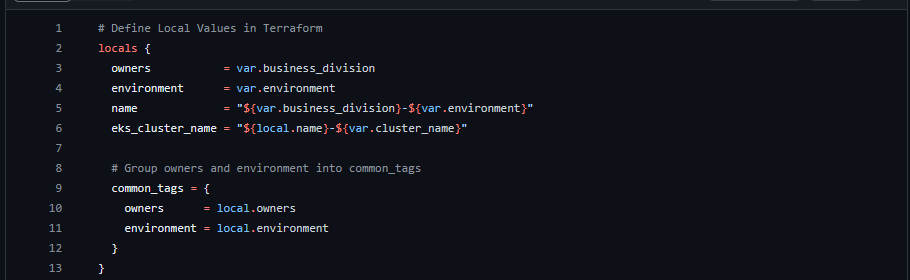 1 # Define Local Values in Terraform
2 locals {
3 owners = var.business_division
4 environment = var.environment
5 name = "${var.business_division}-${var.environment}"
6 eks_cluster_name = "${local.name}-${var.cluster_name}"
7
8 # Group owners and environment into common_tags
9 common_tags = {
10 owners = local.owners
11 environment = local.environment
12 }
13 }